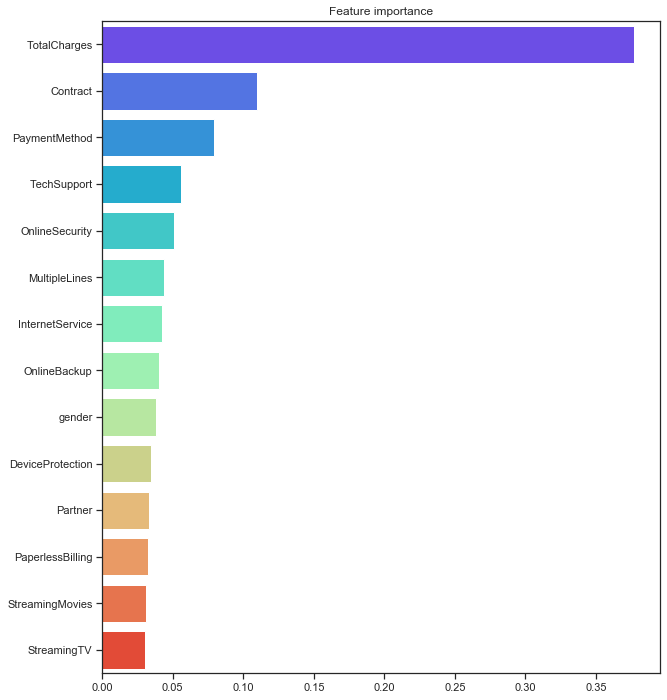 Feature importance
TotalCharges
Contract
PaymentMethod
TechSupport
OnlineSecurity
MultipleLines
InternetService
OnlineBackup
gender
DeviceProtection
Partner
PaperlessBilling
StreamingMovies
StreamingTV
0.00 0.05 0.10 0.15 0.20 0.25 0.30 0.35